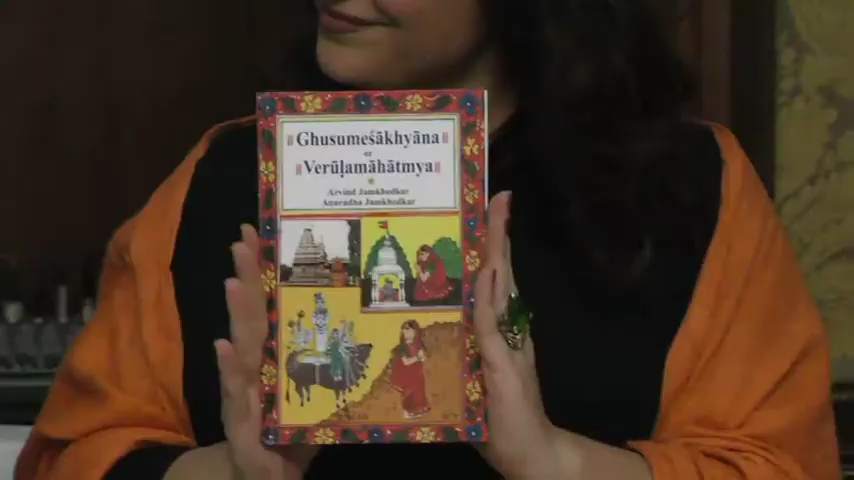 ॥ Ghusumeśākhyāna ॥
or
॥ Verūḷamāhātmya ॥
Arvind Jamkhedkar
Anuradha Jamkhedkar